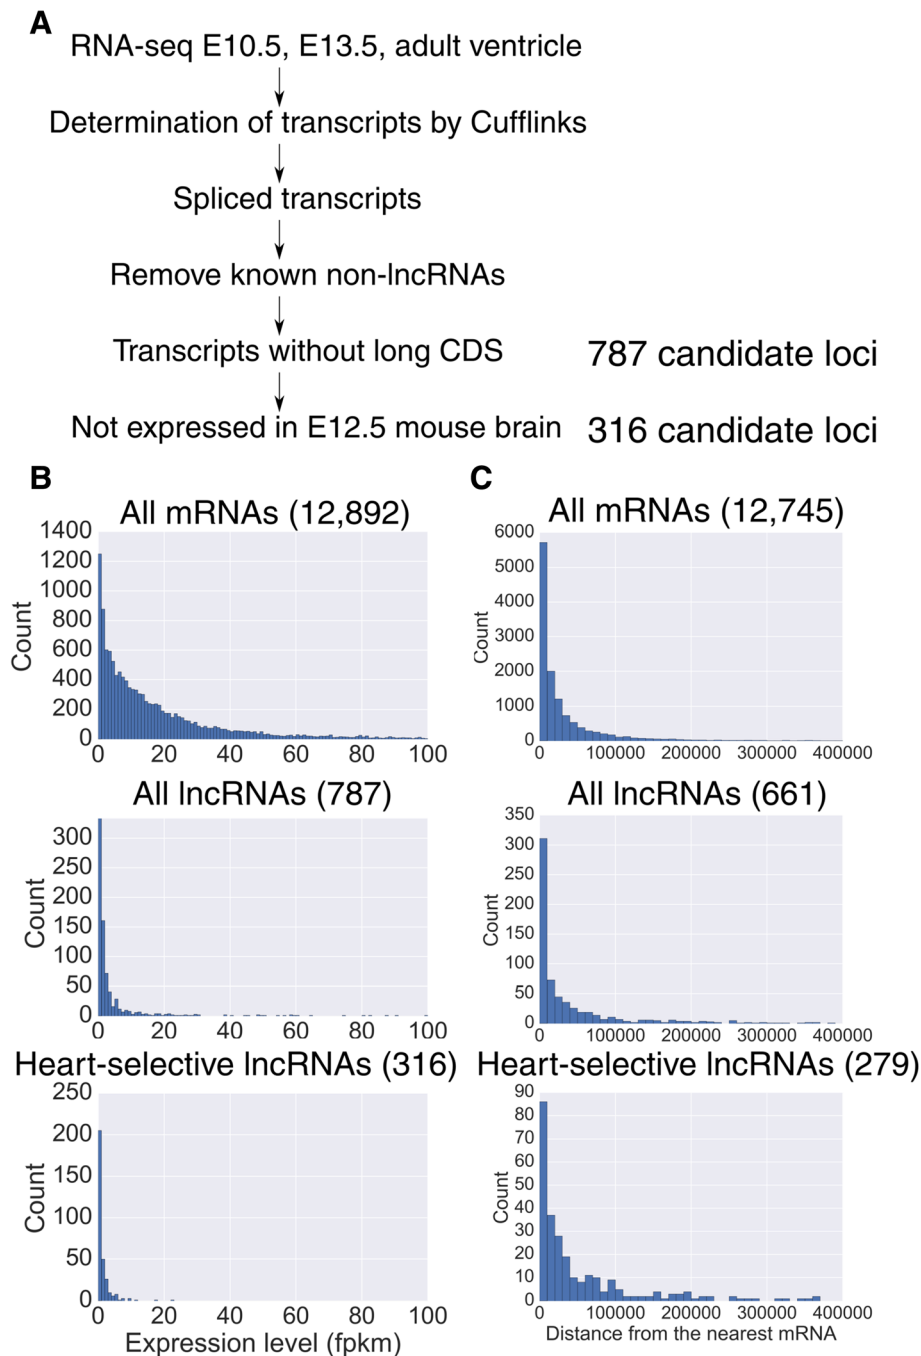 A
RNA-seq E10.5, E13.5, adult ventricle
Determination of transcripts by Cufflinks
Spliced transcripts
Remove known non-lncRNAs
Transcripts without long CDS
787 candidate loci
Not expressed in E12.5 mouse brain
316 candidate loci
B
All mRNAs (12,892)
Count
1400
1200
1000
800
600
400
200
0
0 20 40 60 80 100
All lncRNAs (787)
Count
300
250
200
150
100
50
0
0 20 40 60 80 100
Heart-selective lncRNAs (316)
Count
250
200
150
100
50
0
0 20 40 60 80 100
Expression level (fpkm)
C
All mRNAs (12,745)
Count
6000
5000
4000
3000
2000
1000
0
0 100000 200000 300000 400000
All lncRNAs (661)
Count
350
300
250
200
150
100
50
0
0 100000 200000 300000 400000
Heart-selective lncRNAs (279)
Count
90
80
70
60
50
40
30
20
10
0
0 100000 200000 300000 400000
Distance from the nearest mRNA